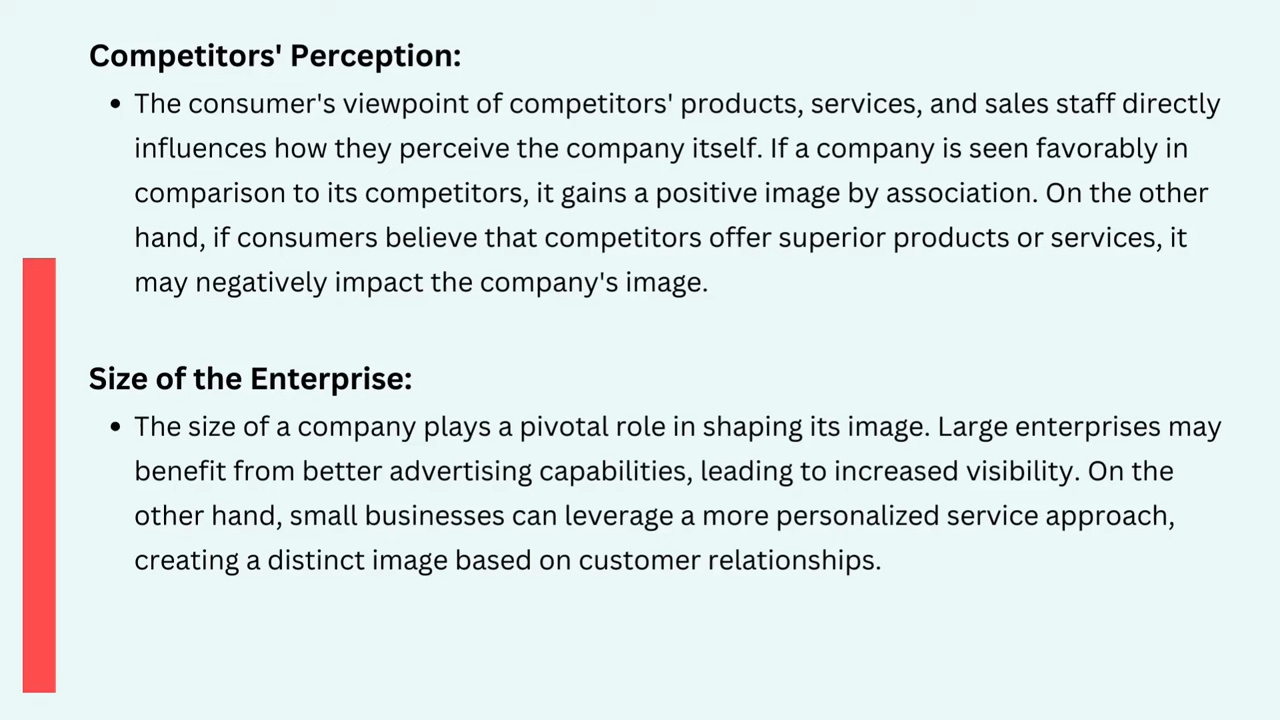 Competitors' Perception:
• The consumer's viewpoint of competitors' products, services, and sales staff directly
influences how they perceive the company itself. If a company is seen favorably in
comparison to its competitors, it gains a positive image by association. On the other
hand, if consumers believe that competitors offer superior products or services, it
may negatively impact the company's image.
Size of the Enterprise:
• The size of a company plays a pivotal role in shaping its image. Large enterprises may
benefit from better advertising capabilities, leading to increased visibility. On the
other hand, small businesses can leverage a more personalized service approach,
creating a distinct image based on customer relationships.